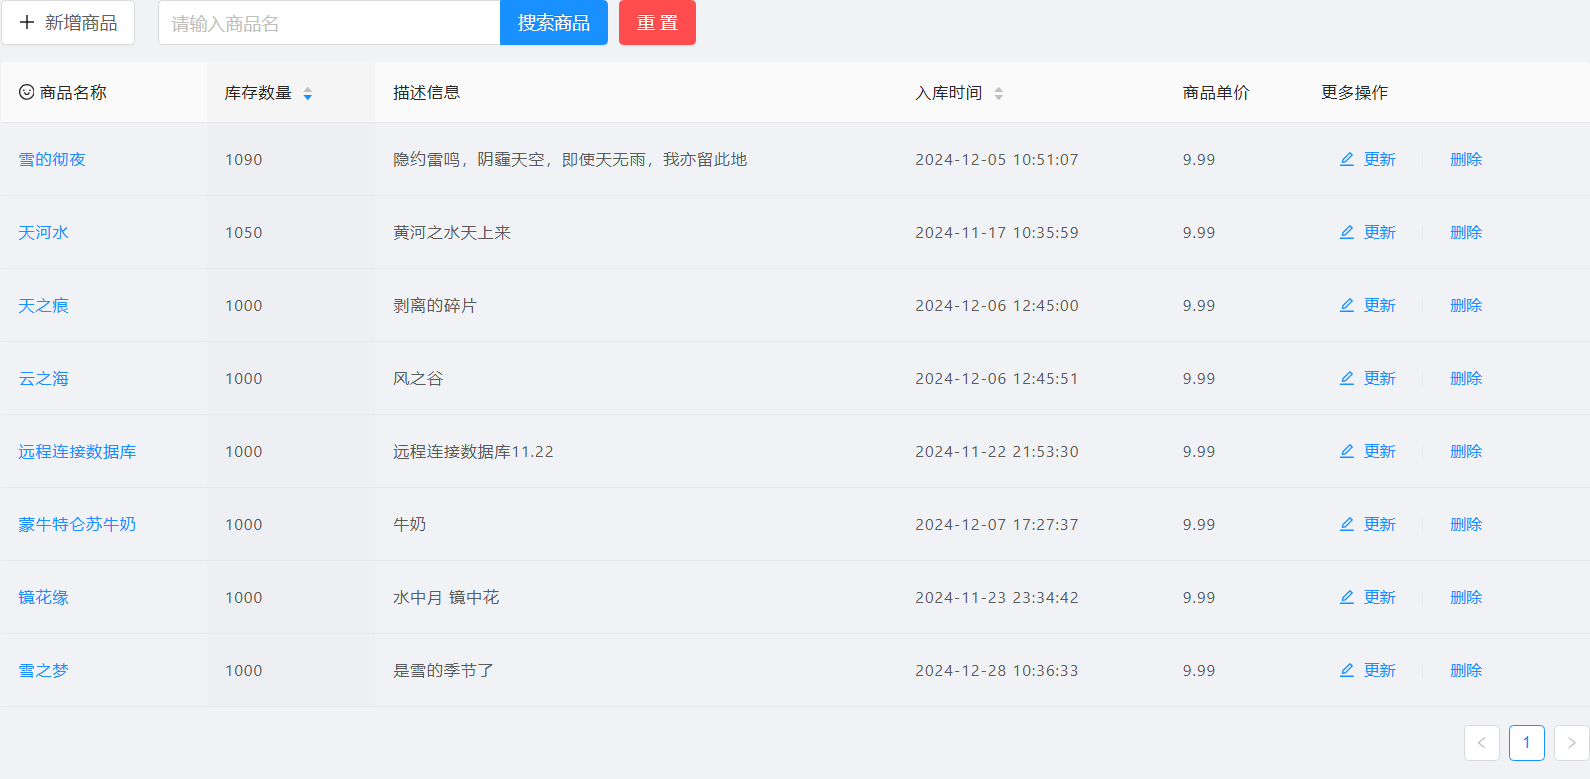 新增商品 请输入商品名 搜索商品 重 置
商品名称 库存数量 描述信息 入库时间 商品单价 更多操作
雪的彻夜 1090 隐约雷鸣，阴霾天空，即使天无雨，我亦留此地 2024-12-05 10:51:07 9.99 更新 删除
天河水 1050 黄河之水天上来 2024-11-17 10:35:59 9.99 更新 删除
天之痕 1000 剥离的碎片 2024-12-06 12:45:00 9.99 更新 删除
云之海 1000 风之谷 2024-12-06 12:45:51 9.99 更新 删除
远程连接数据库 1000 远程连接数据库11.22 2024-11-22 21:53:30 9.99 更新 删除
蒙牛特仑苏牛奶 1000 牛奶 2024-12-07 17:27:37 9.99 更新 删除
镜花缘 1000 水中月 镜中花 2024-11-23 23:34:42 9.99 更新 删除
雪之梦 1000 是雪的季节了 2024-12-28 10:36:33 9.99 更新 删除
< 1 >